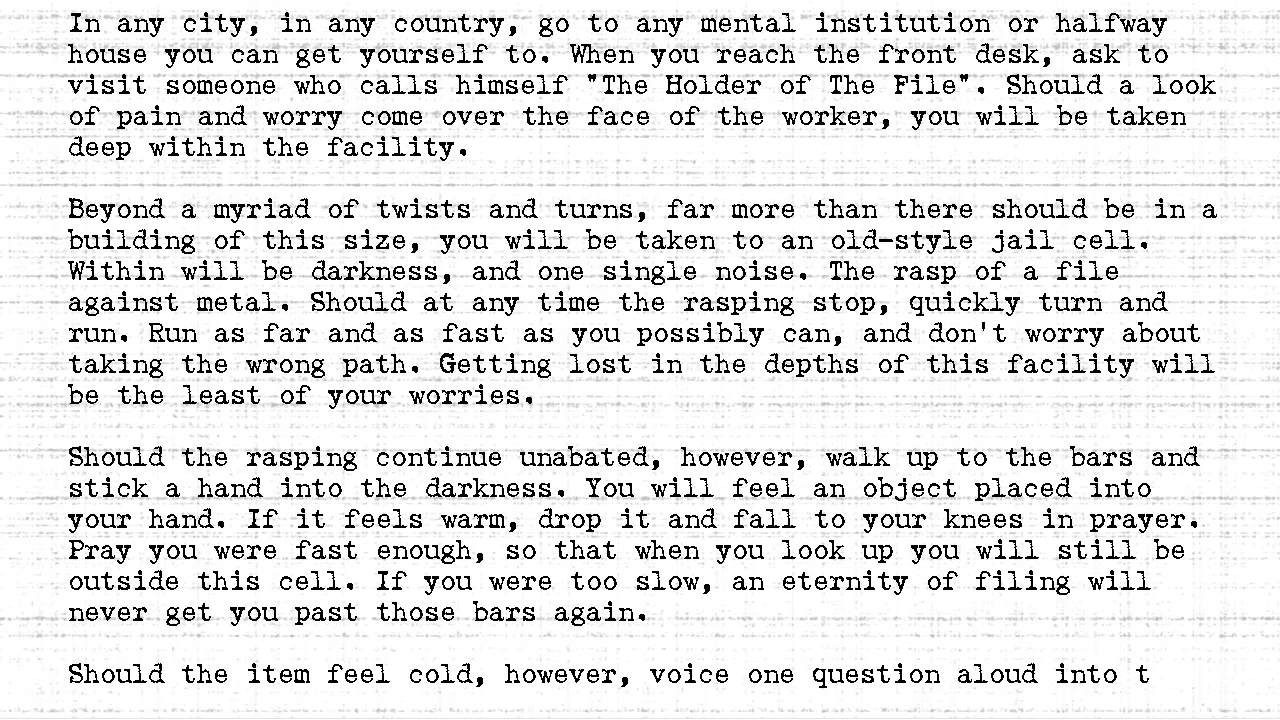 In any city, in any country, go to any mental institution or halfway
house you can get yourself to. When you reach the front desk, ask to
visit someone who calls himself "The Holder of The File". Should a look
of pain and worry come over the face of the worker, you will be taken
deep within the facility.
Beyond a myriad of twists and turns, far more than there should be in a
building of this size, you will be taken to an old-style jail cell.
Within will be darkness, and one single noise. The rasp of a file
against metal. Should at any time the rasping stop, quickly turn and
run. Run as far and as fast as you possibly can, and don't worry about
taking the wrong path. Getting lost in the depths of this facility will
be the least of your worries.
Should the rasping continue unabated, however, walk up to the bars and
stick a hand into the darkness. You will feel an object placed into
your hand. If it feels warm, drop it and fall to your knees in prayer.
Pray you were fast enough, so that when you look up you will still be
outside this cell. If you were too slow, an eternity of filing will
never get you past those bars again.
Should the item feel cold, however, voice one question aloud into t